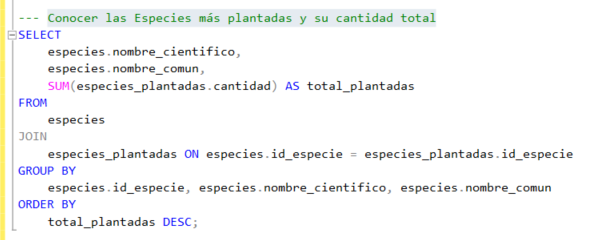 --- Conocer las Especies más plantadas y su cantidad total
SELECT
    especies.nombre_cientifico,
    especies.nombre_comun,
    SUM(especies_plantadas.cantidad) AS total_plantadas
FROM
    especies
JOIN
    especies_plantadas ON especies.id_especie = especies_plantadas.id_especie
GROUP BY
    especies.id_especie, especies.nombre_cientifico, especies.nombre_comun
ORDER BY
    total_plantadas DESC;